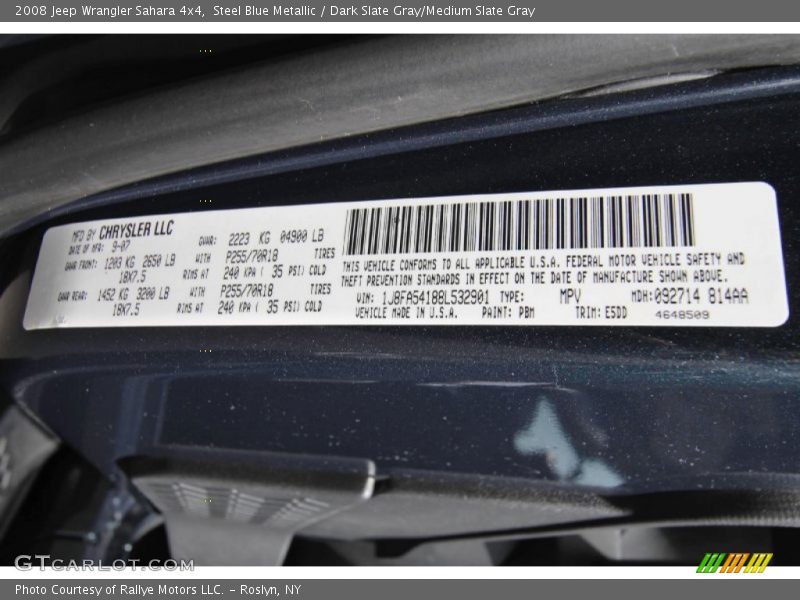 2008 Jeep Wrangler Sahara 4x4, Steel Blue Metallic / Dark Slate Gray/Medium Slate Gray
MFD BY CHRYSLER LLC
DATE OF MFR: 9-07
GVWR: 2223 KG 04900 LB
GAWR FRONT: 1203 KG 2650 LB WITH P255/70R18 TIRES
18X7.5 RIMS AT 240 KPA ( 35 PSI) COLD
GAWR REAR: 1452 KG 3200 LB WITH P255/70R18 TIRES
18X7.5 RIMS AT 240 KPA ( 35 PSI) COLD
THIS VEHICLE CONFORMS TO ALL APPLICABLE U.S.A. FEDERAL MOTOR VEHICLE SAFETY AND
THEFT PREVENTION STANDARDS IN EFFECT ON THE DATE OF MANUFACTURE SHOWN ABOVE.
VIN: 1J8FA54188L532901 TYPE: MPV MDH:092714 814AA
VEHICLE MADE IN U.S.A. PAINT: PBM TRIM: E5DD 4648509
GTCARLOT.COM
Photo Courtesy of Rallye Motors LLC. - Roslyn, NY